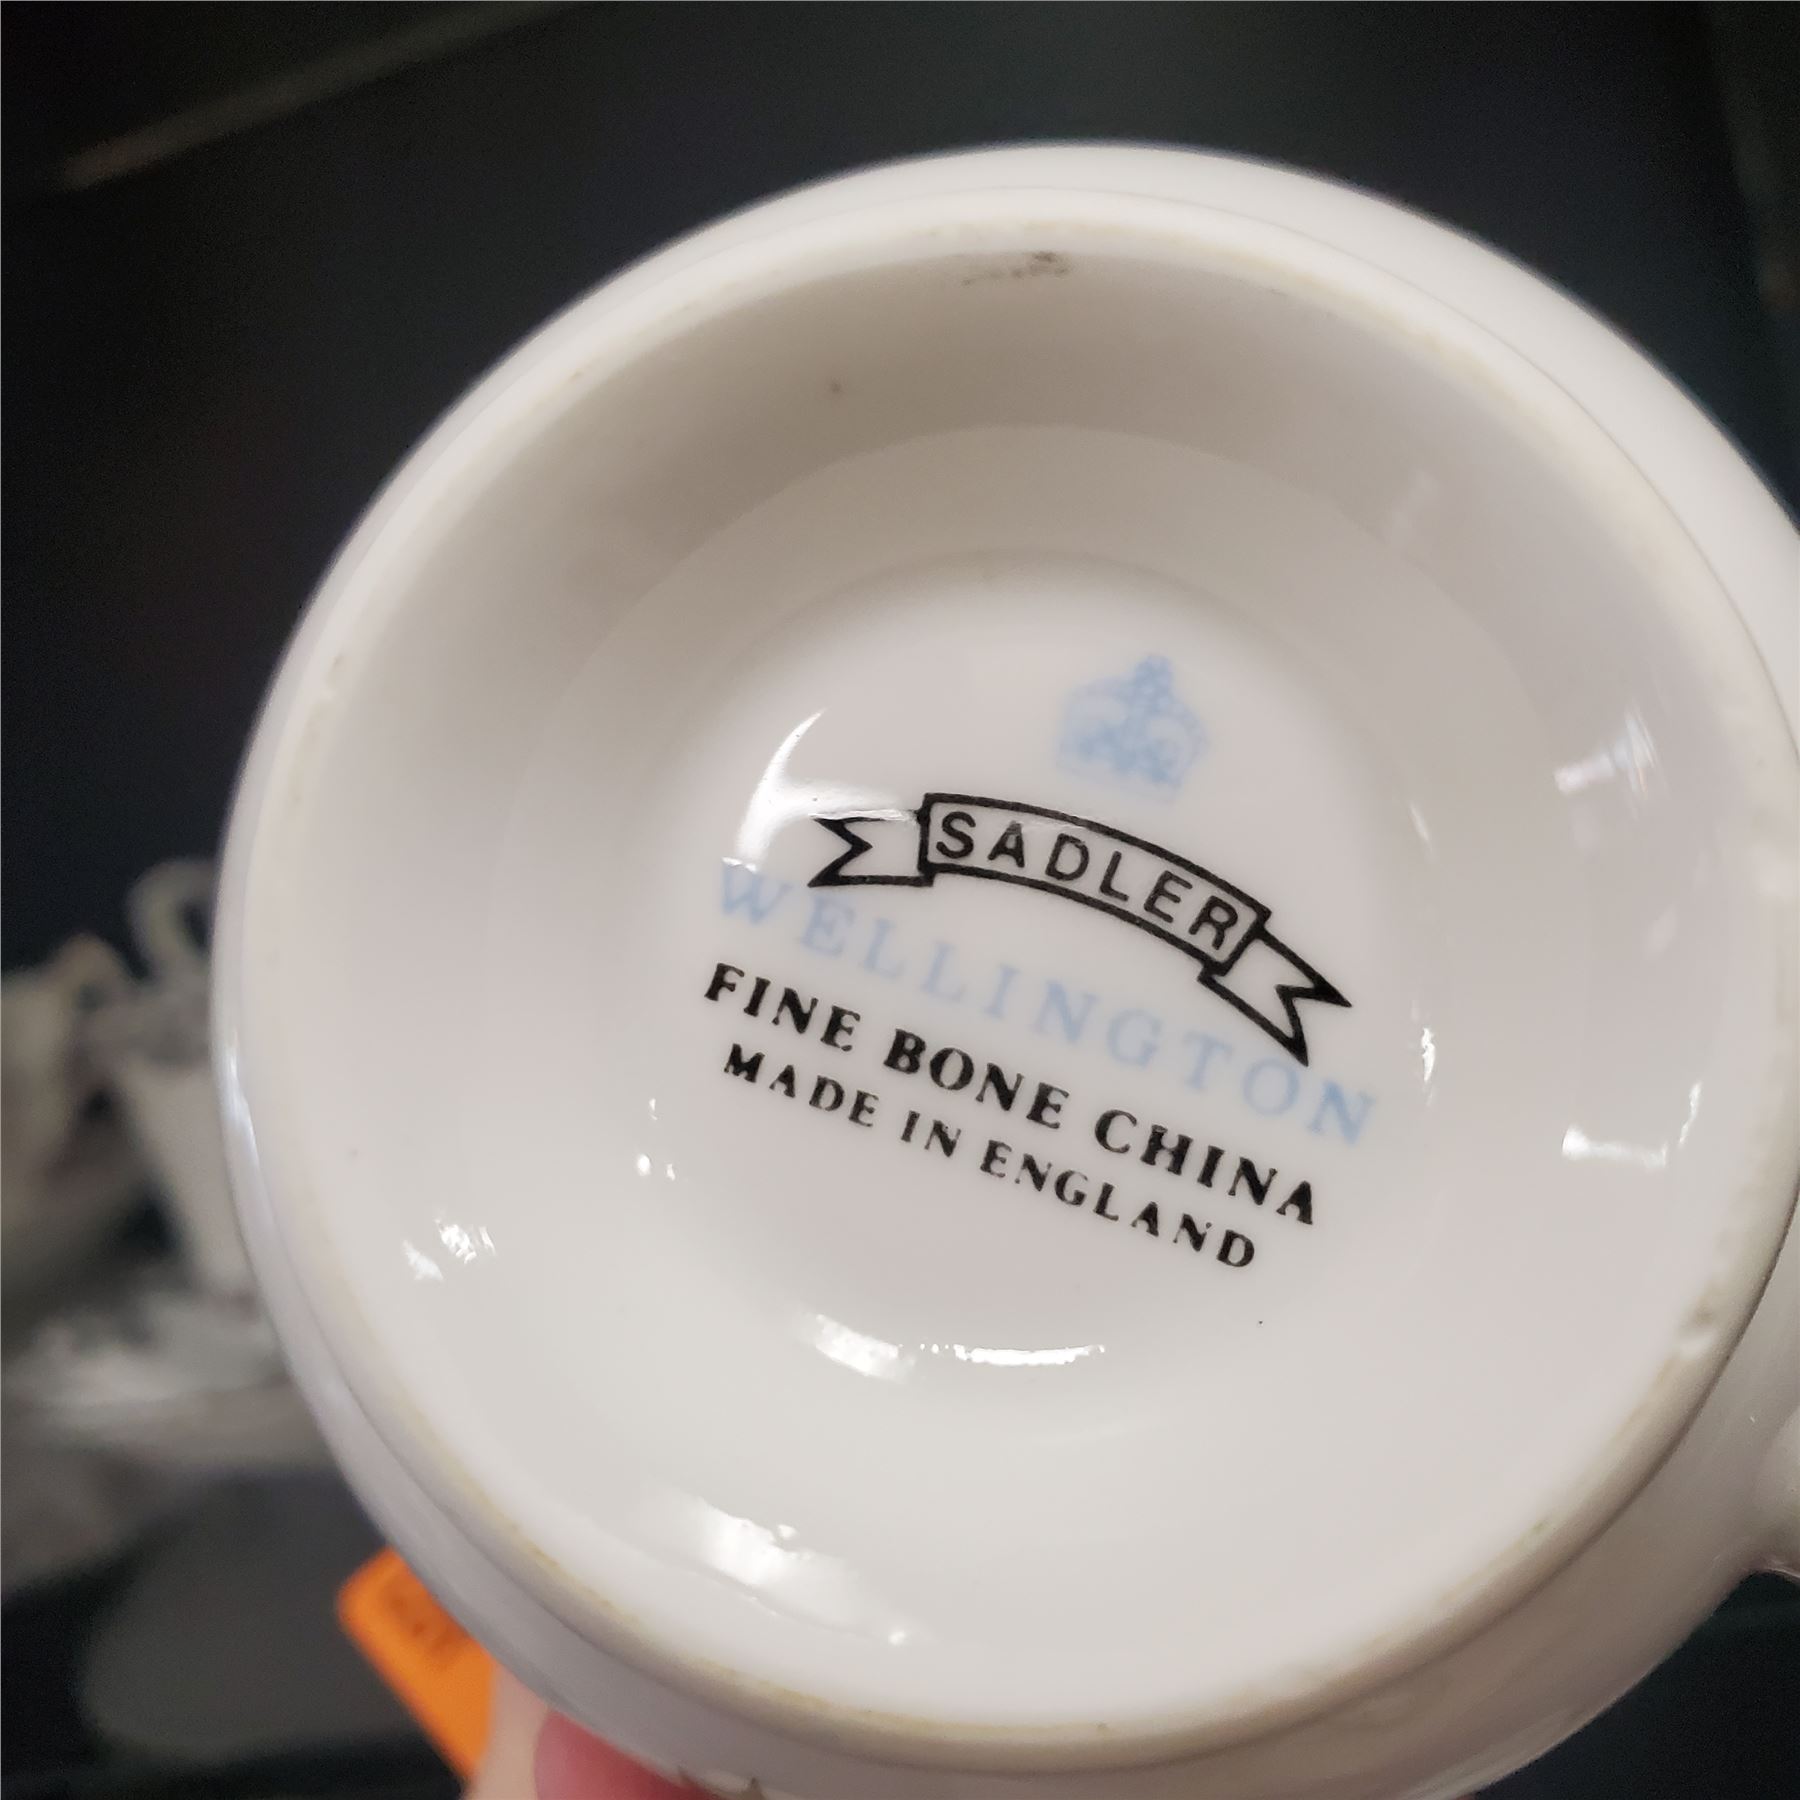 SADLER
WELLINGTON
FINE BONE CHINA
MADE IN ENGLAND